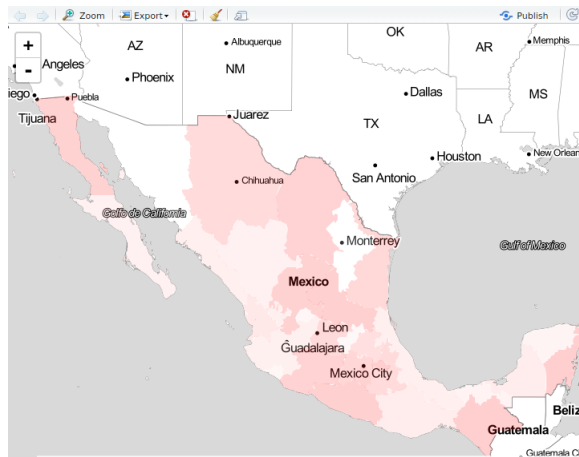 Zoom Export Publish
+
-
AZ
NM
OK
AR
MS
TX
LA
Albuquerque
Memphis
Angeles
Phoenix
Dallas
iego
Puebla
Tijuana
Juarez
Houston
New Orlean
San Antonio
Chihuahua
Golfo de California
Monterrey
Gulf of Mexico
Mexico
Leon
Guadalajara
Mexico City
Beliz
Guatemala
Guatemala C